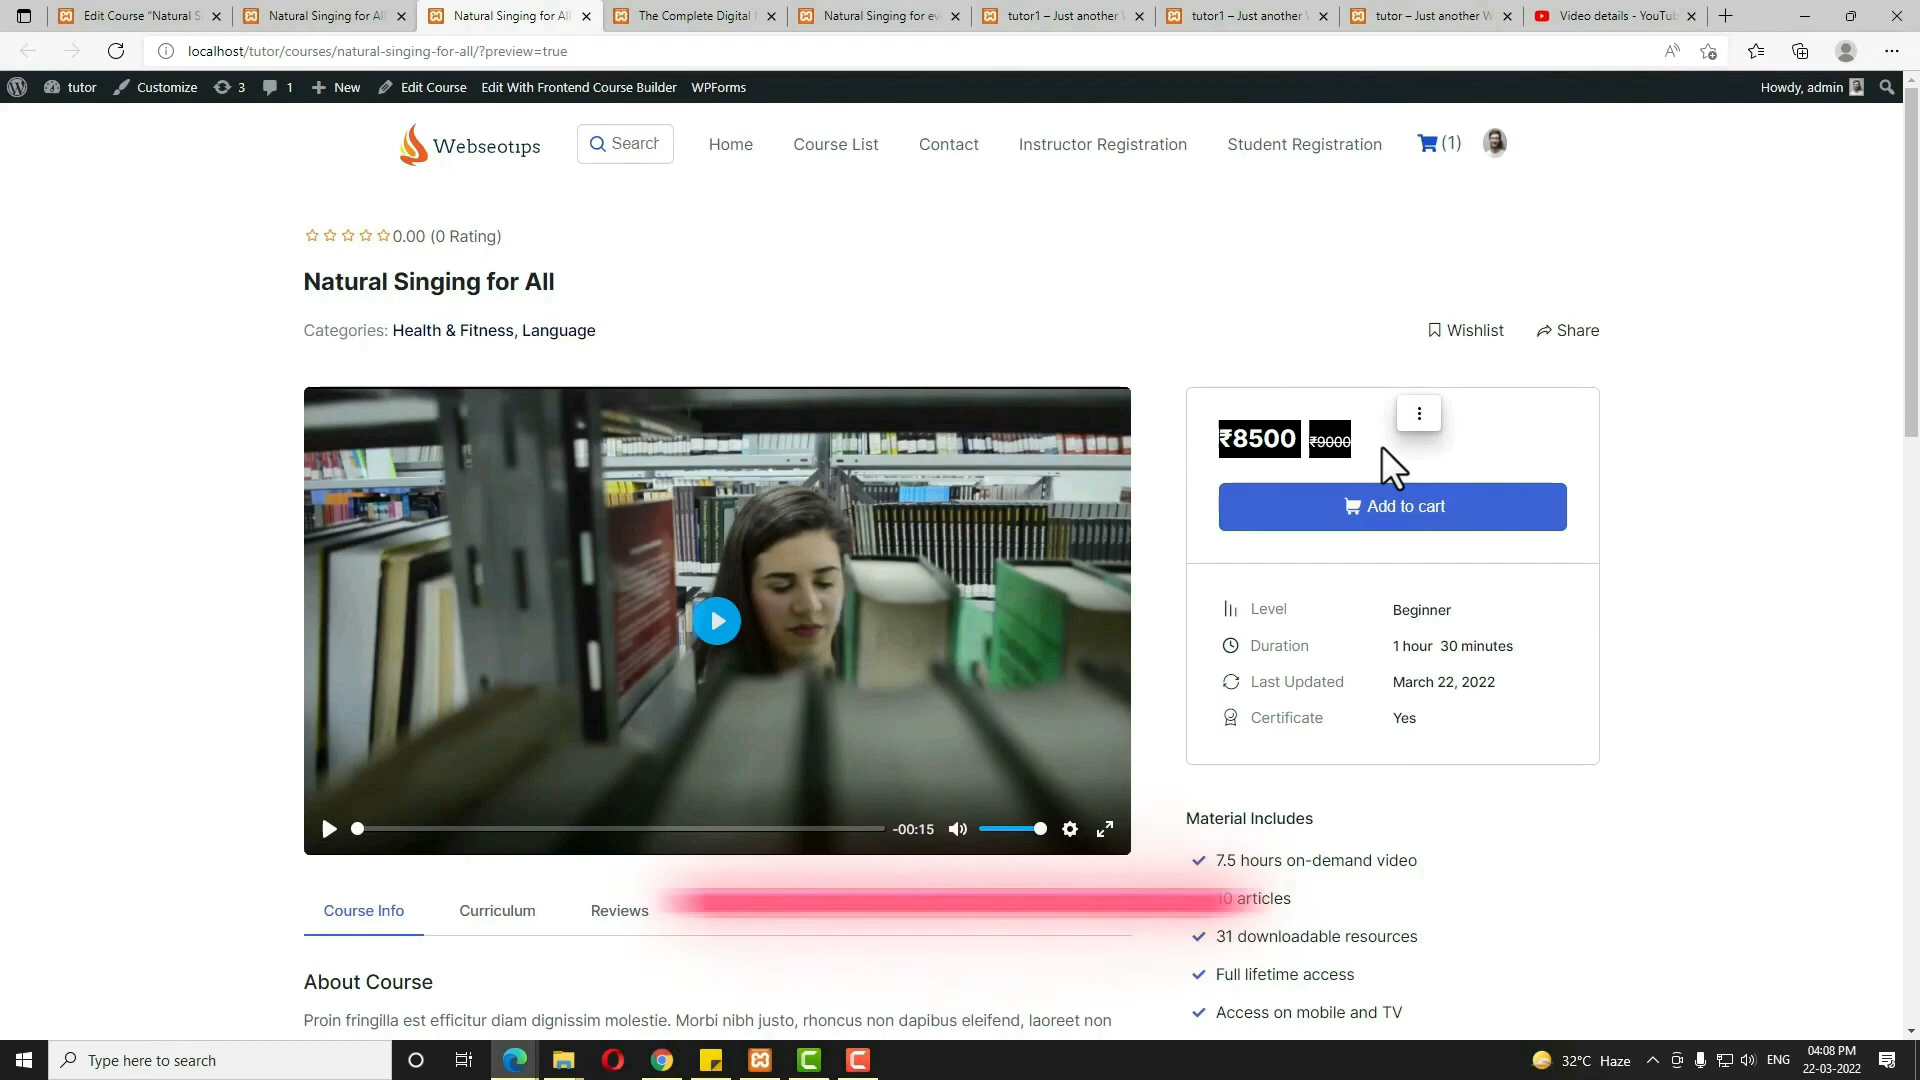 Edit Course “Natural S
Natural Singing for All
Natural Singing for All
The Complete Digital
Natural Singing for ev
tutor1 – Just another
tutor1 – Just another
tutor – Just another W
Video details - YouTu
localhost/tutor/courses/natural-singing-for-all/?preview=true
tutor
Customize
3
1
New
Edit Course
Edit With Frontend Course Builder
WPForms
Howdy, admin
Webseotips
Search
Home
Course List
Contact
Instructor Registration
Student Registration
(1)
0.00 (0 Rating)
Natural Singing for All
Categories: Health & Fitness, Language
Wishlist
Share
₹8500 ₹9000
Add to cart
Level Beginner
Duration 1 hour 30 minutes
Last Updated March 22, 2022
Certificate Yes
-00:15
Material Includes
7.5 hours on-demand video
10 articles
31 downloadable resources
Full lifetime access
Access on mobile and TV
Course Info
Curriculum
Reviews
About Course
Proin fringilla est efficitur diam dignissim molestie. Morbi nibh justo, rhoncus non dapibus eleifend, laoreet non
Type here to search
32°C Haze
ENG
04:08 PM
22-03-2022